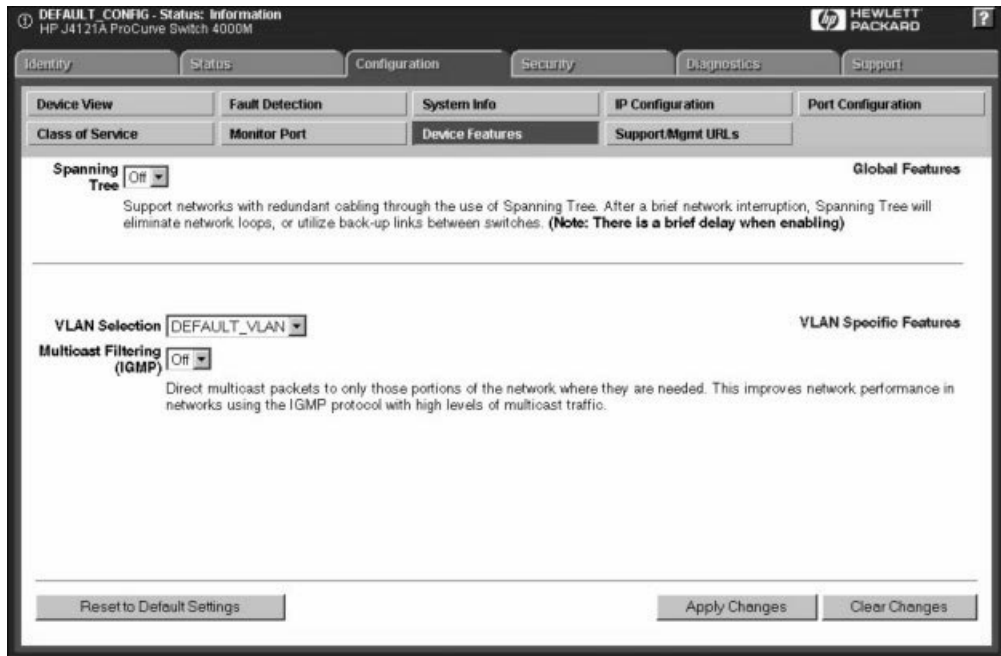 DEFAULT_CONFIG - Status: Information
HP J4121A ProCurve Switch 4000M
hp HEWLETT PACKARD
?
Identity Status Configuration Security Diagnostics Support
Device View Fault Detection System Info IP Configuration Port Configuration
Class of Service Monitor Port Device Features Support/Mgmt URLs
Spanning Tree Off Global Features
Support networks with redundant cabling through the use of Spanning Tree. After a brief network interruption, Spanning Tree will
eliminate network loops, or utilize back-up links between switches. (Note: There is a brief delay when enabling)
VLAN Selection DEFAULT_VLAN VLAN Specific Features
Multicast Filtering (IGMP) Off
Direct multicast packets to only those portions of the network where they are needed. This improves network performance in
networks using the IGMP protocol with high levels of multicast traffic.
Reset to Default Settings Apply Changes Clear Changes